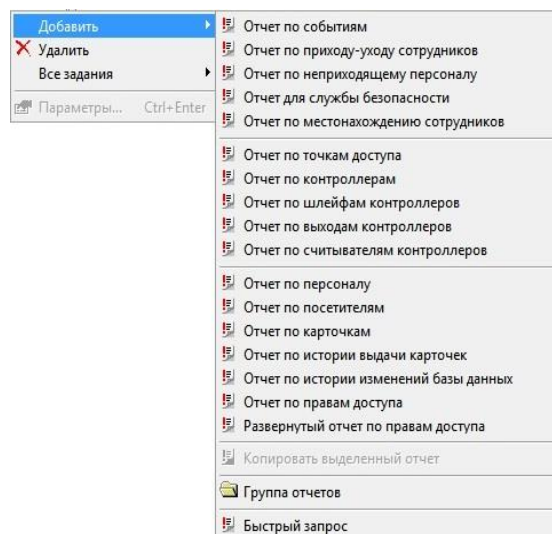 Добавить
Удалить
Все задания
Параметры... Ctrl+Enter
Отчет по событиям
Отчет по приходу-уходу сотрудников
Отчет по неприходящему персоналу
Отчет для службы безопасности
Отчет по местонахождению сотрудников
Отчет по точкам доступа
Отчет по контроллерам
Отчет по шлейфам контроллеров
Отчет по выходам контроллеров
Отчет по считывателям контроллеров
Отчет по персоналу
Отчет по посетителям
Отчет по карточкам
Отчет по истории выдачи карточек
Отчет по истории изменений базы данных
Отчет по правам доступа
Развернутый отчет по правам доступа
Копировать выделенный отчет
Группа отчетов
Быстрый запрос